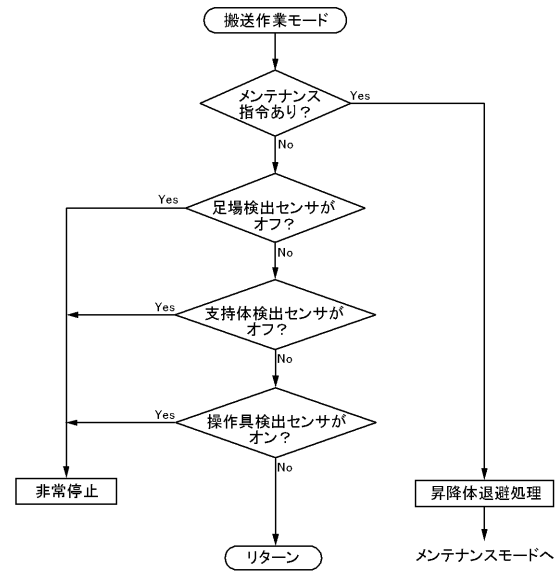 搬送作業モード
メンテナンス
指令あり？
Yes
No
足場検出センサが
オフ？
Yes
No
支持体検出センサが
オフ？
Yes
No
操作具検出センサが
オン？
Yes
No
非常停止
昇降体退避処理
リターン
メンテナンスモードへ